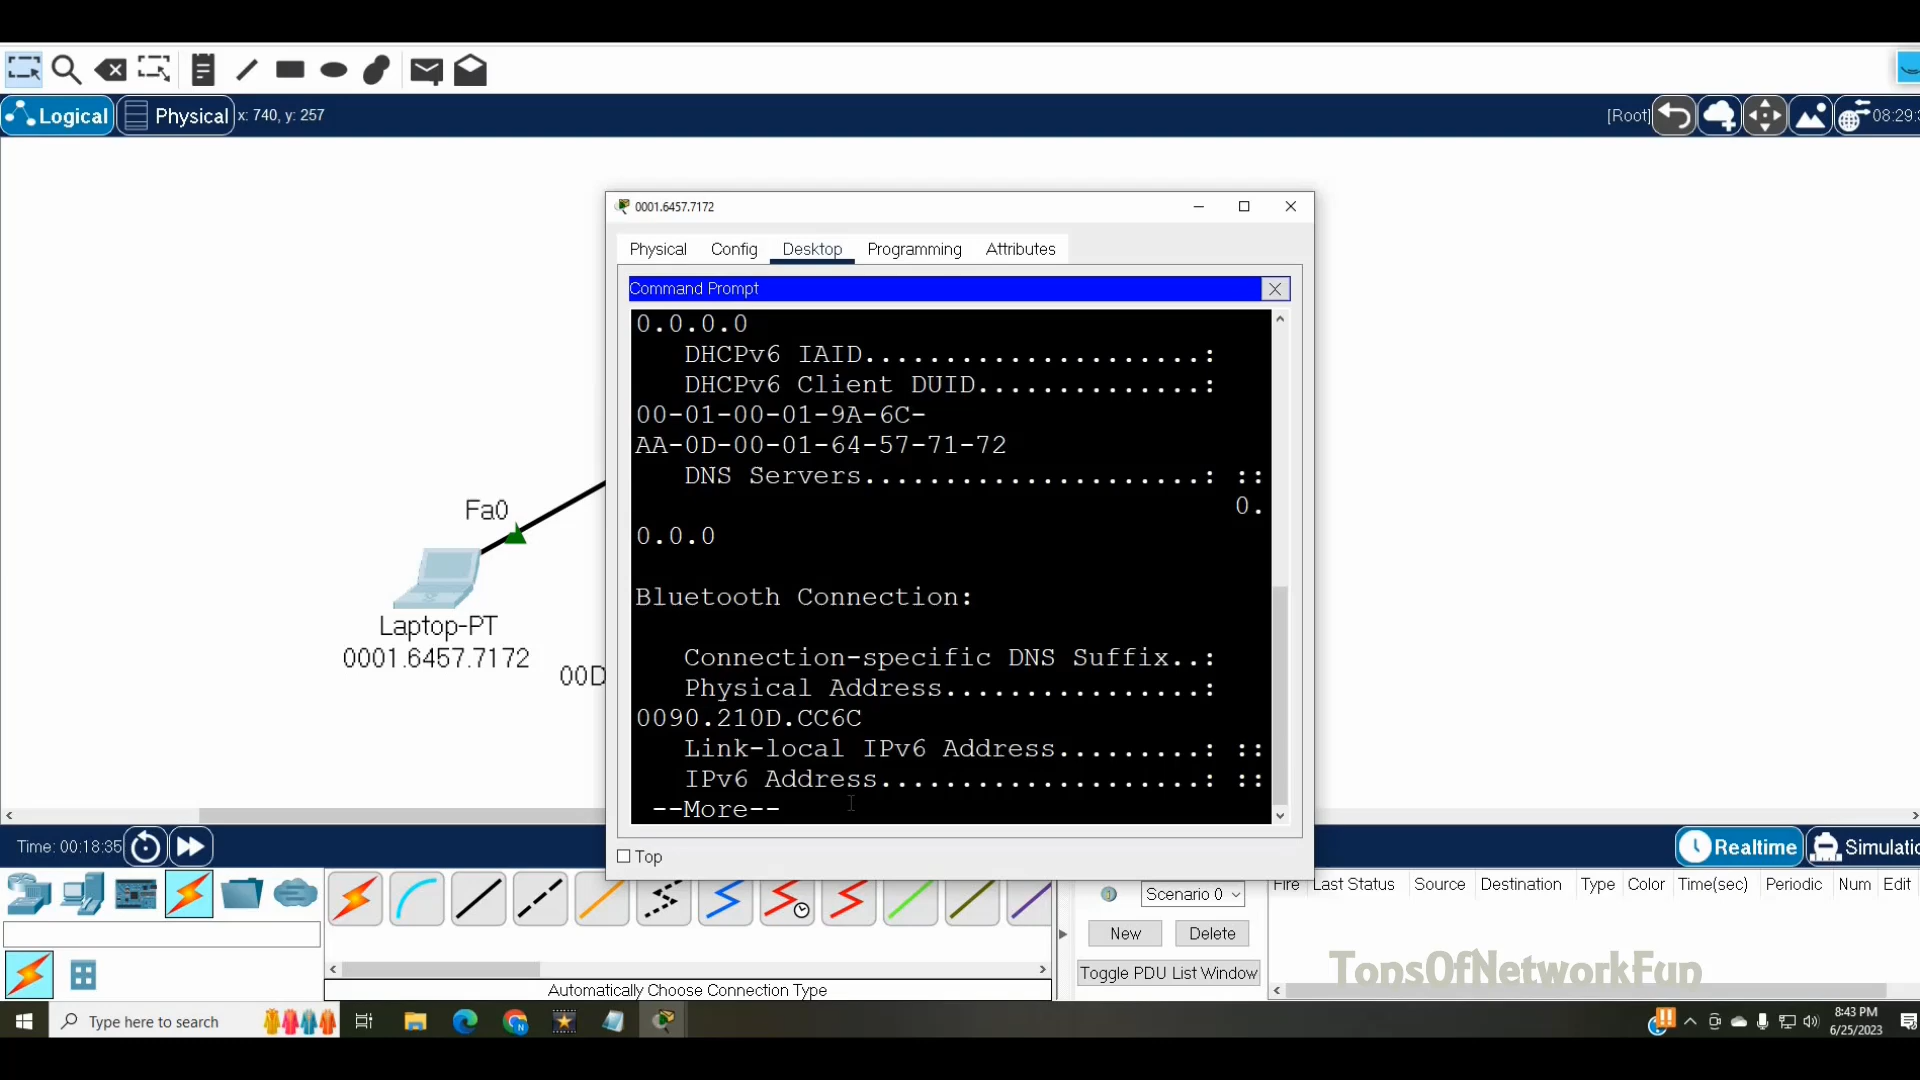 Logical
Physical
x: 740, y: 257
[Root]
08:29:
0001.6457.7172
Physical
Config
Desktop
Programming
Attributes
Command Prompt
0.0.0.0
DHCPv6 IAID.....................:
DHCPv6 Client DUID..............:
00-01-00-01-9A-6C-
AA-0D-00-01-64-57-71-72
DNS Servers.....................: ::
0.
0.0.0
Bluetooth Connection:
Connection-specific DNS Suffix..:
Physical Address................:
0090.210D.CC6C
Link-local IPv6 Address.........: ::
IPv6 Address....................: ::
--More--
Top
Fa0
Laptop-PT
0001.6457.7172
00D
Time: 00:18:35
Realtime
Simulatic
Automatically Choose Connection Type
Scenario 0
New
Delete
Toggle PDU List Window
Fire Last Status Source Destination Type Color Time(sec) Periodic Num Edit
TopsOfNetworkFun
Type here to search
8:43 PM
6/25/2023